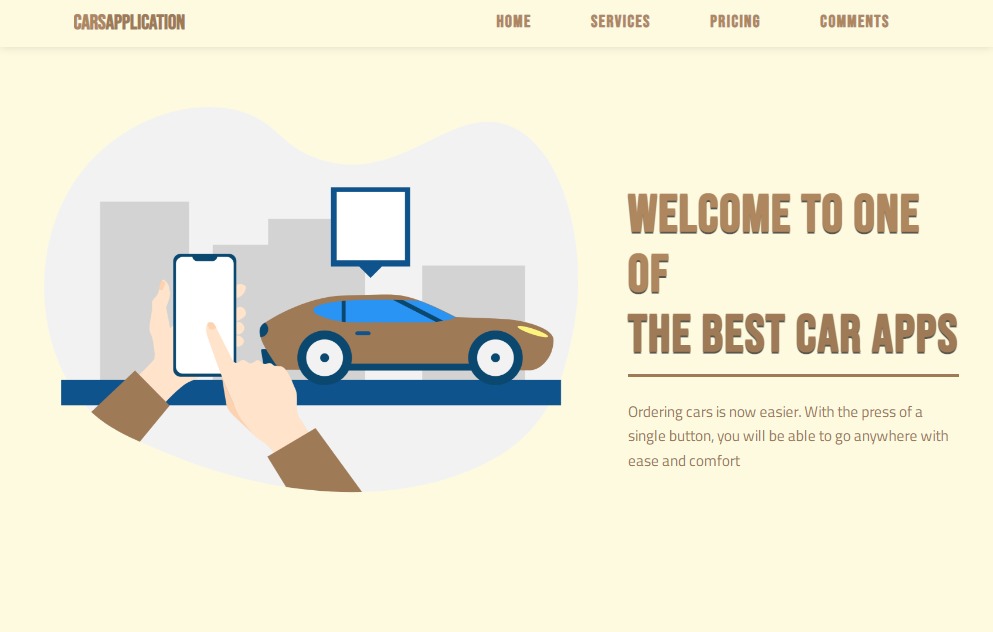 CARSAPPLICATION
HOME SERVICES PRICING COMMENTS
WELCOME TO ONE
OF
THE BEST CAR APPS
Ordering cars is now easier. With the press of a
single button, you will be able to go anywhere with
ease and comfort